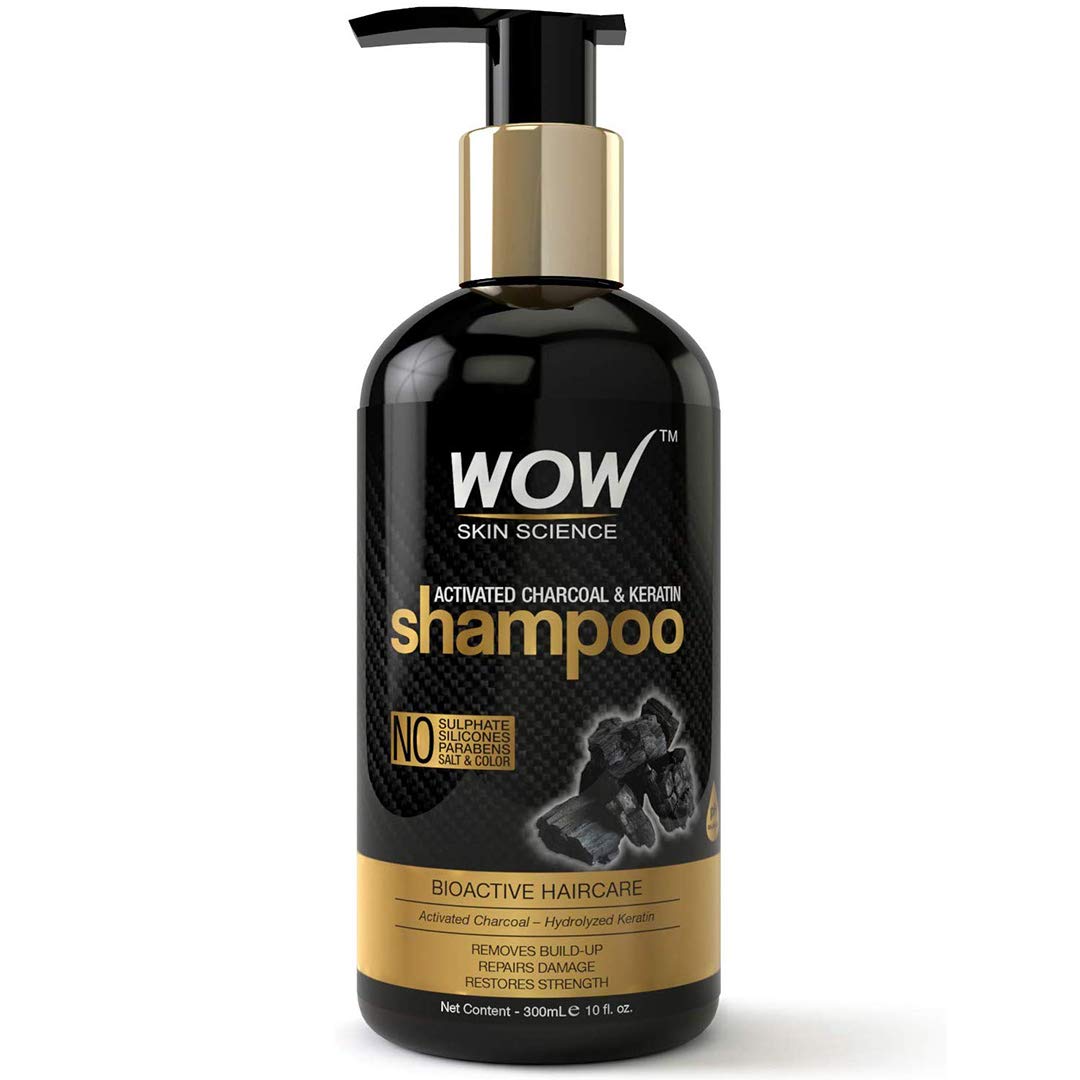 WOW™
SKIN SCIENCE
ACTIVATED CHARCOAL & KERATIN
shampoo
NO SULPHATE
SILICONES
PARABENS
SALT & COLOR
BIOACTIVE HAIRCARE
Activated Charcoal – Hydrolyzed Keratin
REMOVES BUILD-UP
REPAIRS DAMAGE
RESTORES STRENGTH
Net Content - 300mL℮ 10 fl. oz.